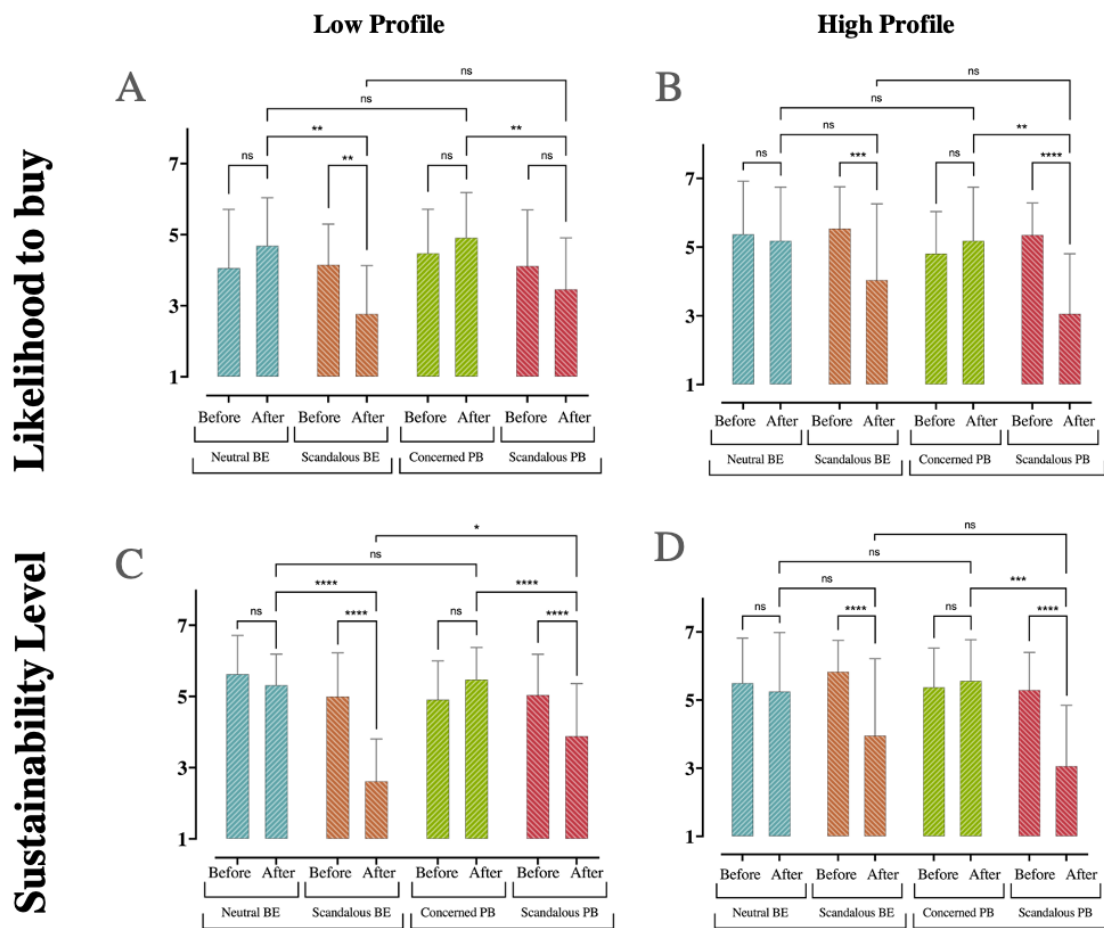 Low Profile
High Profile
Likelihood to buy
Sustainability Level
A
ns
ns
**
**
ns
**
ns
ns
7
5
3
1
Before After Before After Before After Before After
Neutral BE Scandalous BE Concerned PB Scandalous PB
B
ns
ns
ns
**
ns
***
ns
****
7
5
3
1
Before After Before After Before After Before After
Neutral BE Scandalous BE Concerned PB Scandalous PB
C
*
ns
****
****
ns
****
ns
****
7
5
3
1
Before After Before After Before After Before After
Neutral BE Scandalous BE Concerned PB Scandalous PB
D
ns
ns
ns
***
ns
****
ns
****
7
5
3
1
Before After Before After Before After Before After
Neutral BE Scandalous BE Concerned PB Scandalous PB